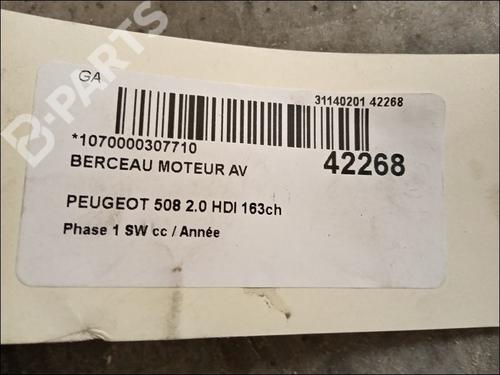 B-PARTS
GA
31140201 42268
*1070000307710
BERCEAU MOTEUR AV
42268
PEUGEOT 508 2.0 HDI 163ch
Phase 1 SW cc / Année